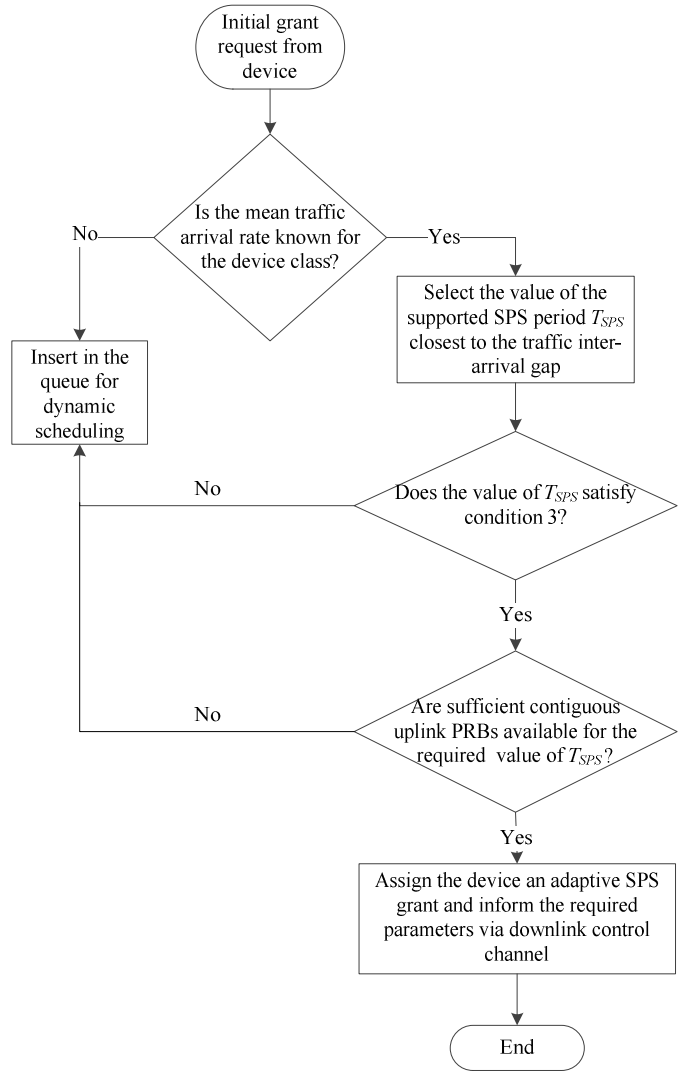 Initial grant
request from
device
Is the mean traffic
arrival rate known for
the device class?
No
Yes
Select the value of the
supported SPS period T_SPS
closest to the traffic inter-
arrival gap
Insert in the
queue for
dynamic
scheduling
No
Does the value of T_SPS satisfy
condition 3?
Yes
No
Are sufficient contiguous
uplink PRBs available for the
required value of T_SPS?
Yes
Assign the device an adaptive SPS
grant and inform the required
parameters via downlink control
channel
End